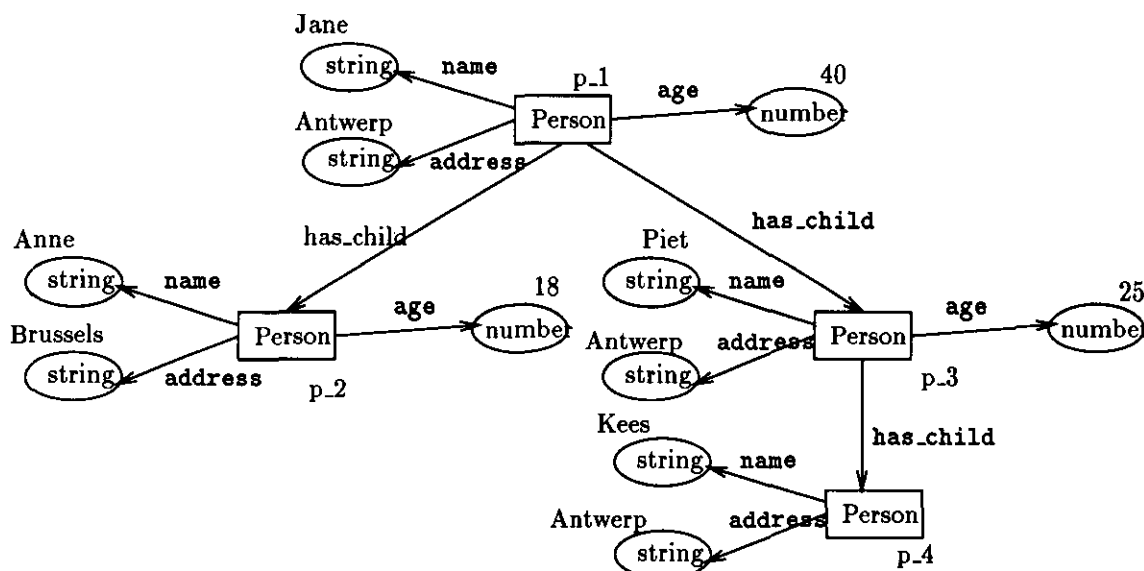 Jane
string
name
p_1
40
age
number
Person
Antwerp
string
address
has_child
has_child
Anne
string
name
18
age
number
Person
Brussels
string
address
p_2
Piet
string
name
25
age
number
Person
Antwerp
string
address
p_3
has_child
Kees
string
name
Person
Antwerp
string
address
p_4